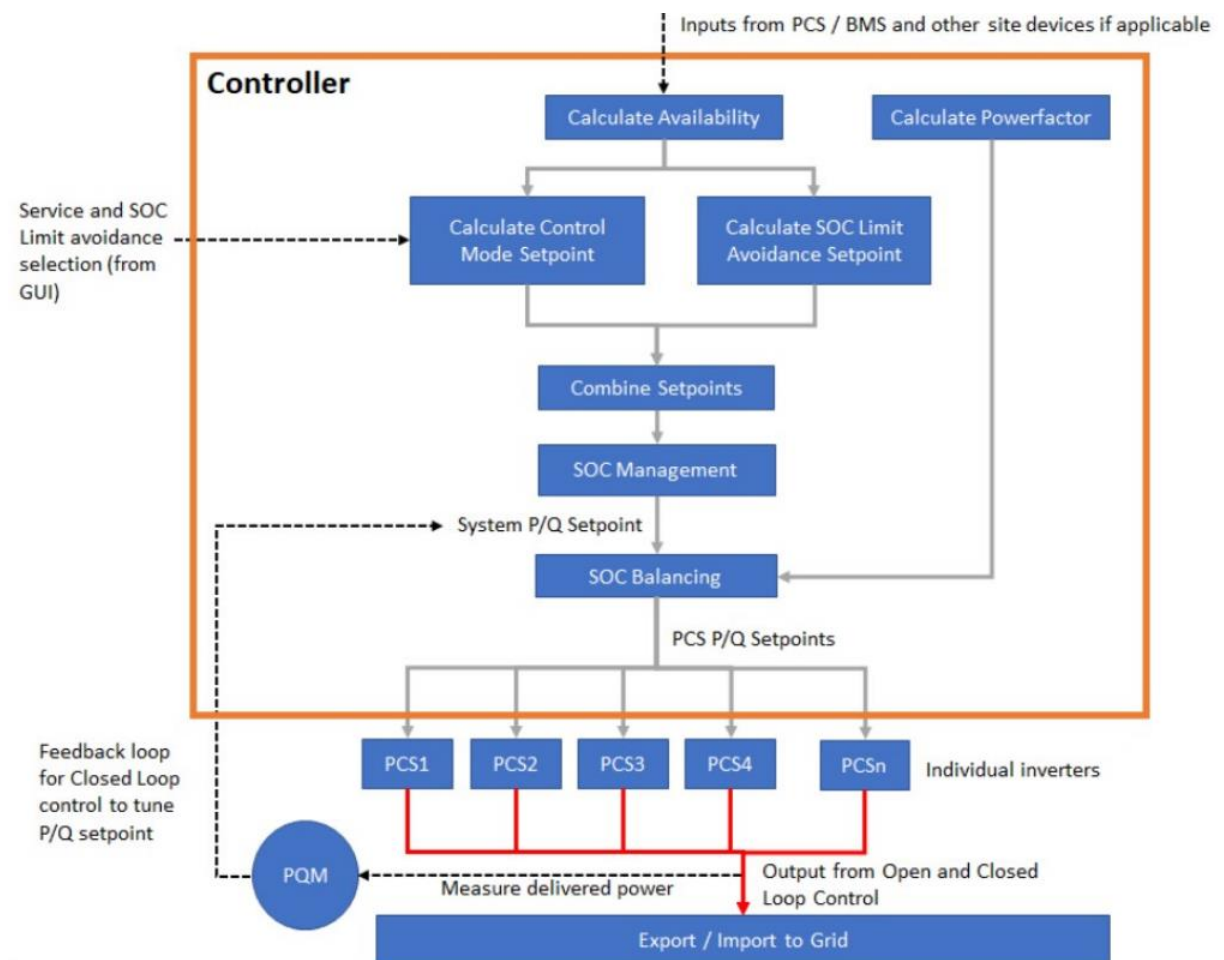 Inputs from PCS / BMS and other site devices if applicable
Controller
Calculate Availability
Calculate Powerfactor
Service and SOC
Limit avoidance
selection (from
GUI)
Calculate Control
Mode Setpoint
Calculate SOC Limit
Avoidance Setpoint
Combine Setpoints
SOC Management
System P/Q Setpoint
SOC Balancing
PCS P/Q Setpoints
Feedback loop
for Closed Loop
control to tune
P/Q setpoint
PCS1
PCS2
PCS3
PCS4
PCSn
Individual inverters
PQM
Measure delivered power
Output from Open and Closed
Loop Control
Export / Import to Grid